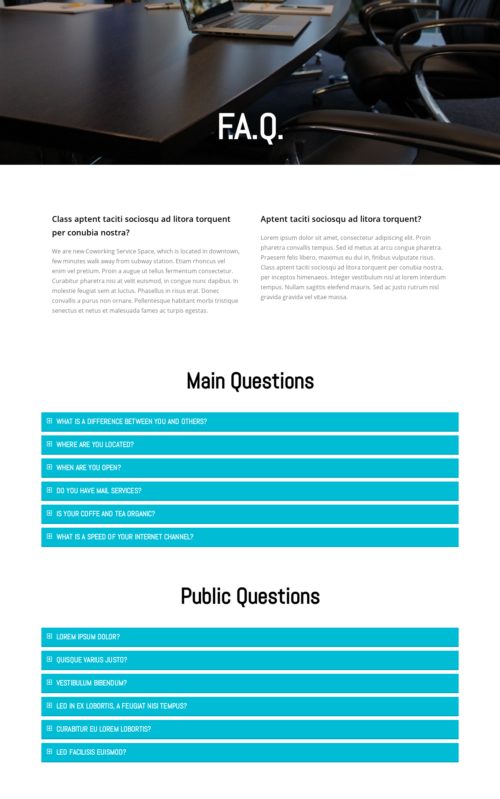 F.A.Q.
Class aptent taciti sociosqu ad litora torquent
per conubia nostra?
We are new Coworking Service Space, which is located in downtown,
few minutes walk away from subway station. Etiam rhoncus vel
enim vel pretium. Proin a augue ut tellus fermentum consectetur.
Curabitur pharetra nisi at velit euismod, in congue nunc dapibus. In
molestie feugiat sem at luctus. Phasellus in risus erat. Donec
convallis a purus non ornare. Pellentesque habitant morbi tristique
senectus et netus et malesuada fames ac turpis egestas.
Aptent taciti sociosqu ad litora torquent?
Lorem ipsum dolor sit amet, consectetur adipiscing elit. Proin
pharetra convallis tempus. Sed id metus at arcu congue pharetra.
Praesent felis libero, maximus eu dui in, finibus vulputate risus.
Class aptent taciti sociosqu ad litora torquent per conubia nostra,
per inceptos himenaeos. Integer vestibulum nisl at lorem interdum
tempus. Nullam sagittis eleifend mauris. Sed ac justo rutrum nisl
gravida gravida vel vitae massa.
Main Questions
WHAT IS A DIFFERENCE BETWEEN YOU AND OTHERS?
WHERE ARE YOU LOCATED?
WHEN ARE YOU OPEN?
DO YOU HAVE MAIL SERVICES?
IS YOUR COFFE AND TEA ORGANIC?
WHAT IS A SPEED OF YOUR INTERNET CHANNEL?
Public Questions
LOREM IPSUM DOLOR?
QUISQUE VARIUS JUSTO?
VESTIBULUM BIBENDUM?
LEO IN EX LOBORTIS, A FEUGIAT NISI TEMPUS?
CURABITUR EU LOREM LOBORTIS?
LEO FACILISIS EUISMOD?